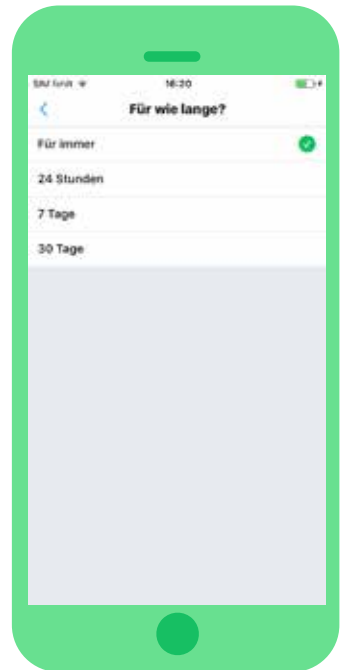 16:20
Für wie lange?
Für immer
24 Stunden
7 Tage
30 Tage